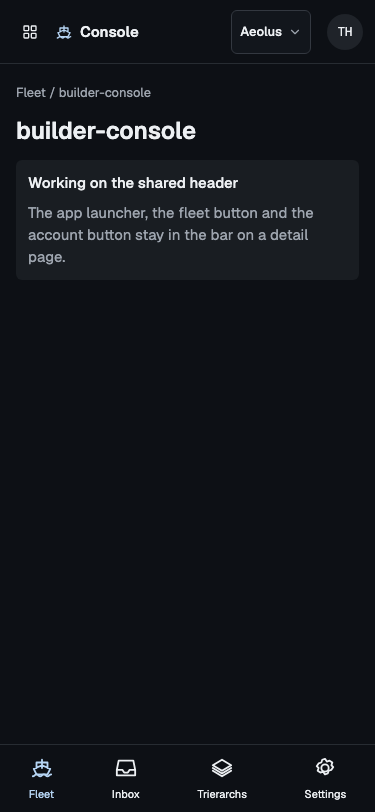 Console
Aeolus
TH
Fleet / builder-console
builder-console
Working on the shared header
The app launcher, the fleet button and the
account button stay in the bar on a detail
page.
Fleet
Inbox
Trierarchs
Settings